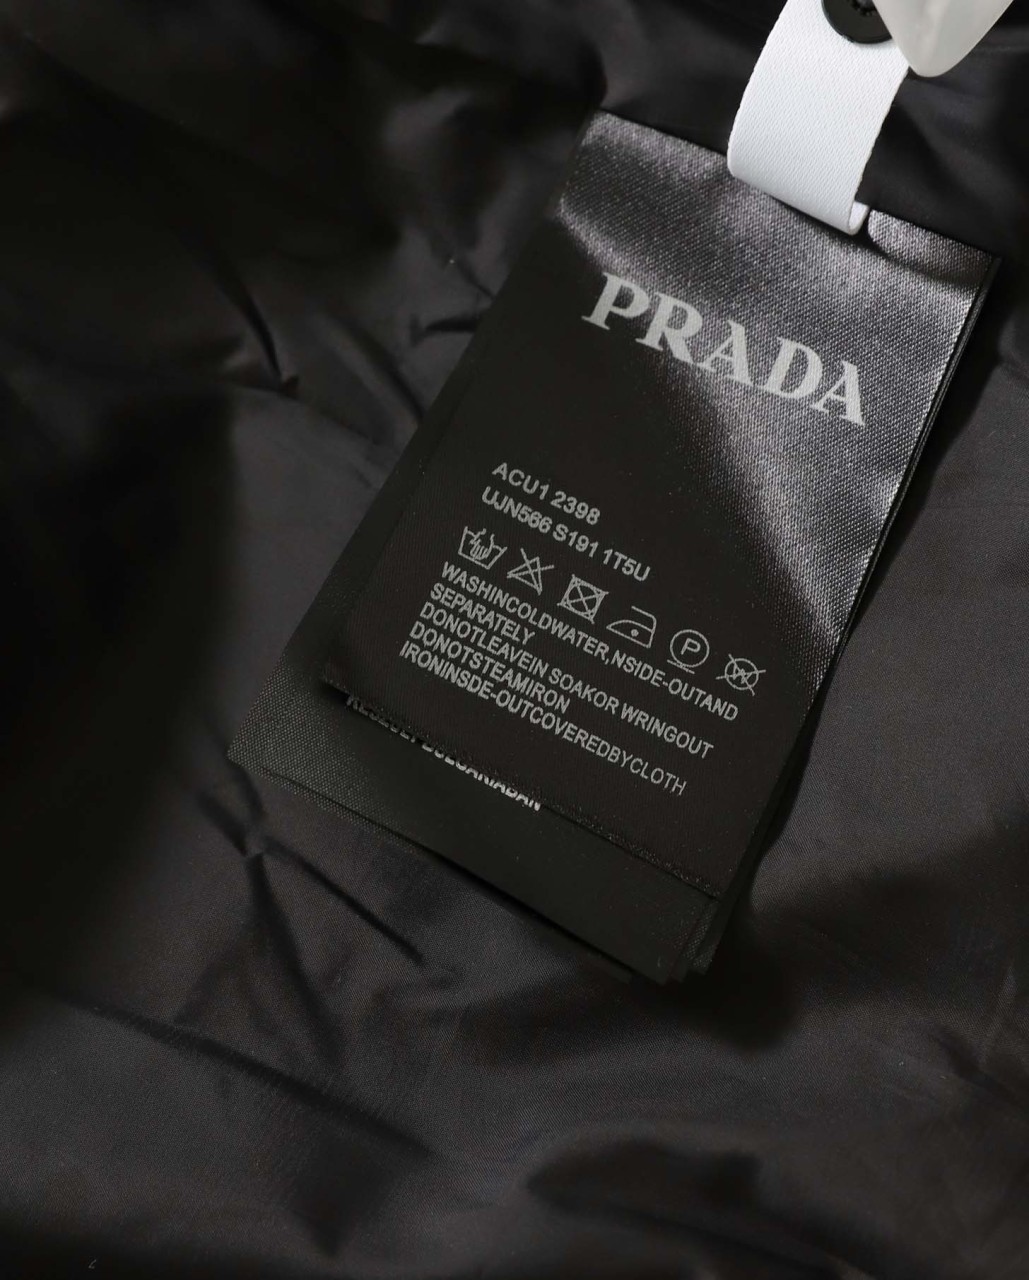 PRADA
ACU1 2398
UJN566 S191 1T5U
P
WASHINCOLDWATER,NSIDE-OUTAND
SEPARATELY
DONOTLEAVEIN SOAKOR WRINGOUT
DONOTSTEAMIRON
IRONINSDE-OUTCOVEREDBYCLOTH